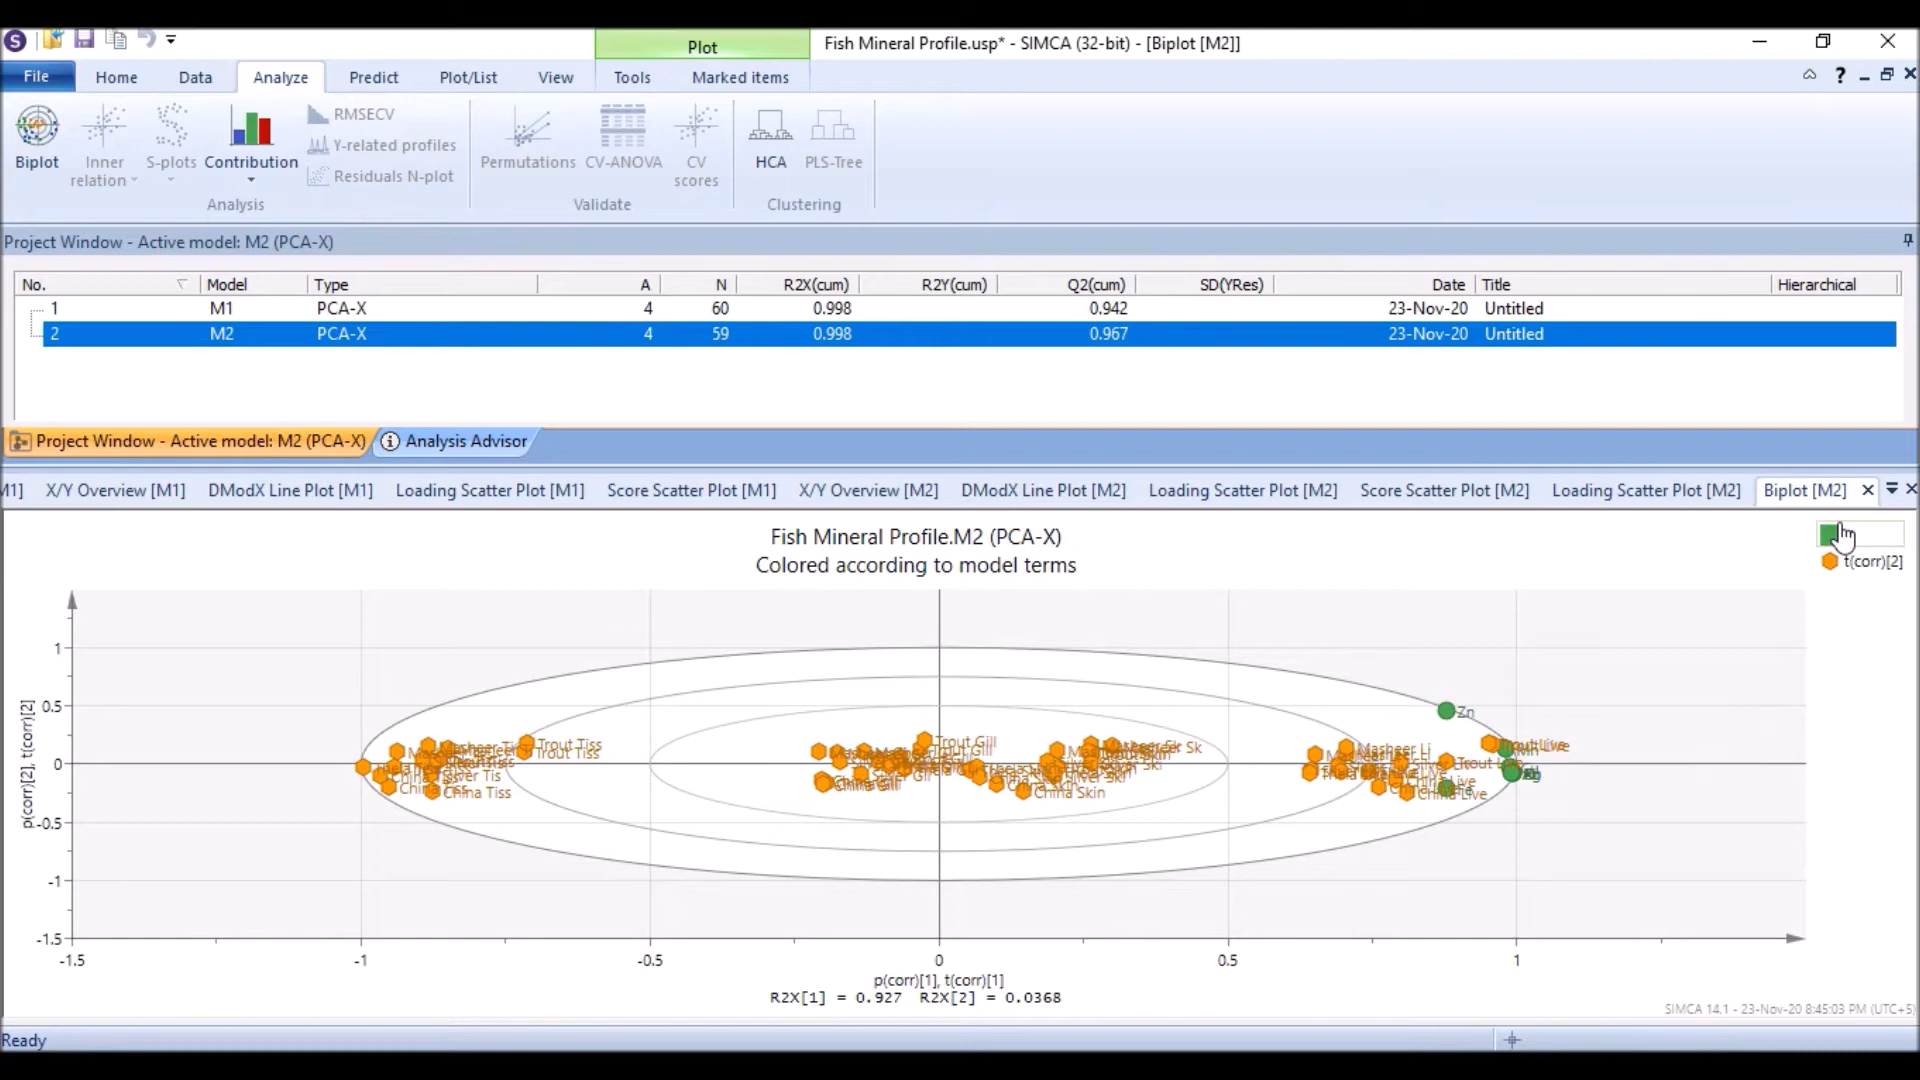 Plot
Fish Mineral Profile.usp* - SIMCA (32-bit) - [Biplot [M2]]
File Home Data Analyze Predict Plot/List View Tools Marked items
Biplot
Inner relation
S-plots
Contribution
RMSECV
Y-related profiles
Residuals N-plot
Analysis
Permutations
CV-ANOVA
CV scores
Validate
HCA
PLS-Tree
Clustering
Project Window - Active model: M2 (PCA-X)
No. Model Type A N R2X(cum) R2Y(cum) Q2(cum) SD(YRes) Date Title Hierarchical
1 M1 PCA-X 4 60 0.998 0.942 23-Nov-20 Untitled
2 M2 PCA-X 4 59 0.998 0.967 23-Nov-20 Untitled
Project Window - Active model: M2 (PCA-X) Analysis Advisor
M1] X/Y Overview [M1] DModX Line Plot [M1] Loading Scatter Plot [M1] Score Scatter Plot [M1] X/Y Overview [M2] DModX Line Plot [M2] Loading Scatter Plot [M2] Score Scatter Plot [M2] Loading Scatter Plot [M2] Biplot [M2]
Fish Mineral Profile.M2 (PCA-X)
Colored according to model terms
t(corr)[2]
p(corr)[2], t(corr)[2]
1
0.5
0
-0.5
-1
-1.5
Zn
Trout Tiss
Trout Tiss
China Tiss
Trout Gill
China Skin
Masheer Li
China Live
-1.5 -1 -0.5 0 0.5 1
p(corr)[1], t(corr)[1]
R2X[1] = 0.927 R2X[2] = 0.0368
SIMCA 14.1 - 23-Nov-20 8:45:03 PM (UTC+5)
Ready